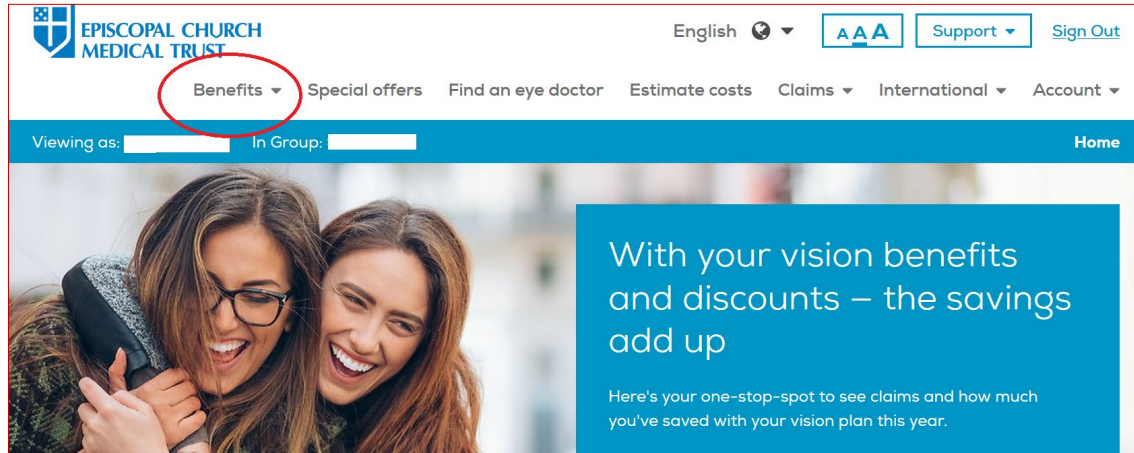 EPISCOPAL CHURCH
MEDICAL TRUST
English
A A A
Support
Sign Out
Benefits
Special offers
Find an eye doctor
Estimate costs
Claims
International
Account
Viewing as:
In Group:
Home
With your vision benefits
and discounts – the savings
add up
Here's your one-stop-spot to see claims and how much
you've saved with your vision plan this year.